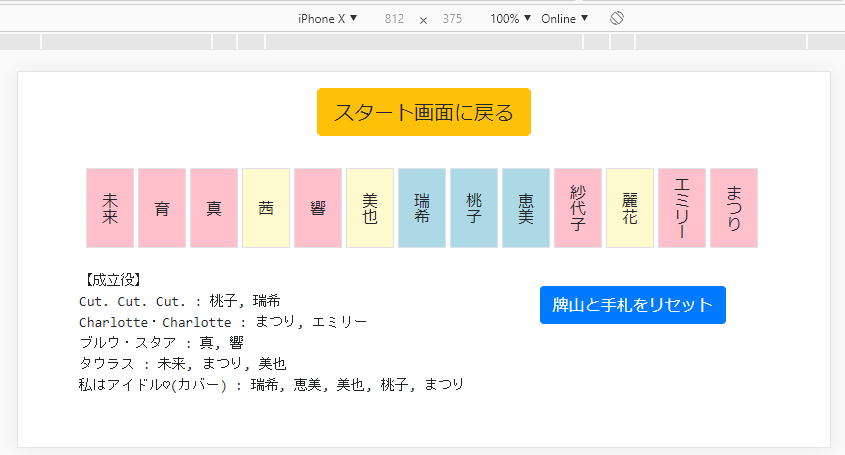 iPhone X ▼ 812 × 375 100% ▼ Online ▼
スタート画面に戻る
未来 育 真 茜 響 美也 瑞希 桃子 恵美 紗代子 麗花 エミリー まつり
【成立役】
Cut. Cut. Cut. : 桃子, 瑞希
牌山と手札をリセット
Charlotte・Charlotte : まつり, エミリー
ブルウ・スタア : 真, 響
タウラス : 未来, まつり, 美也
私はアイドル♡(カバー) : 瑞希, 恵美, 美也, 桃子, まつり